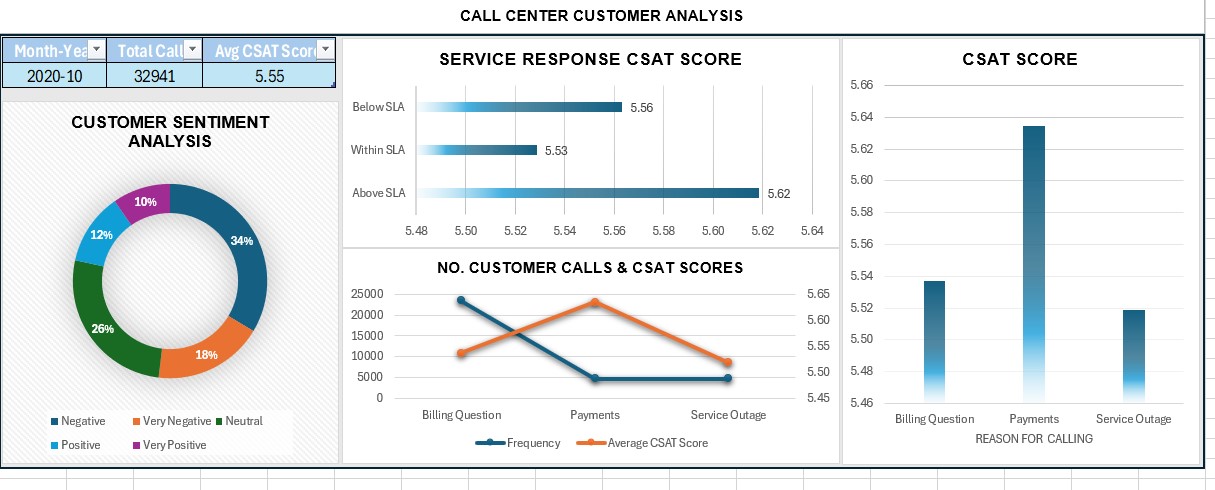 CALL CENTER CUSTOMER ANALYSIS
Month-Yea Total Call Avg CSAT Score
2020-10 32941 5.55
CUSTOMER SENTIMENT
ANALYSIS
10%
12%
34%
26%
18%
Negative Very Negative Neutral
Positive Very Positive
SERVICE RESPONSE CSAT SCORE
Below SLA 5.56
Within SLA 5.53
Above SLA 5.62
5.48 5.50 5.52 5.54 5.56 5.58 5.60 5.62 5.64
NO. CUSTOMER CALLS & CSAT SCORES
25000 5.65
20000 5.60
15000
10000 5.55
5000 5.50
0 5.45
Billing Question Payments Service Outage
Frequency Average CSAT Score
CSAT SCORE
5.66
5.64
5.62
5.60
5.58
5.56
5.54
5.52
5.50
5.48
5.46
Billing Question Payments Service Outage
REASON FOR CALLING